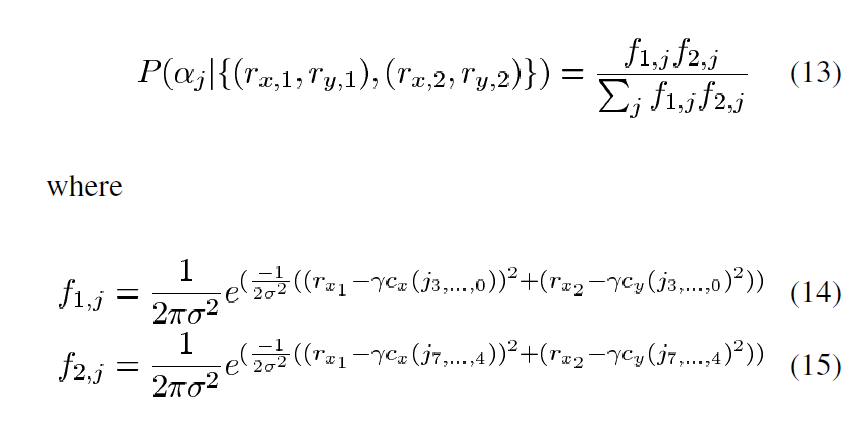 P(α_j|{(r_{x,1}, r_{y,1}), (r_{x,2}, r_{y,2})}) = \frac{f_{1,j} f_{2,j}}{\sum_j f_{1,j} f_{2,j}} (13)
where
f_{1,j} = \frac{1}{2πσ^2} e^{(\frac{-1}{2σ^2}((r_{x_1} − γc_x(j_{3,...,0}))^2 + (r_{x_2} − γc_y(j_{3,...,0})^2))} (14)
f_{2,j} = \frac{1}{2πσ^2} e^{(\frac{-1}{2σ^2}((r_{x_1} − γc_x(j_{7,...,4}))^2 + (r_{x_2} − γc_y(j_{7,...,4})^2))} (15)